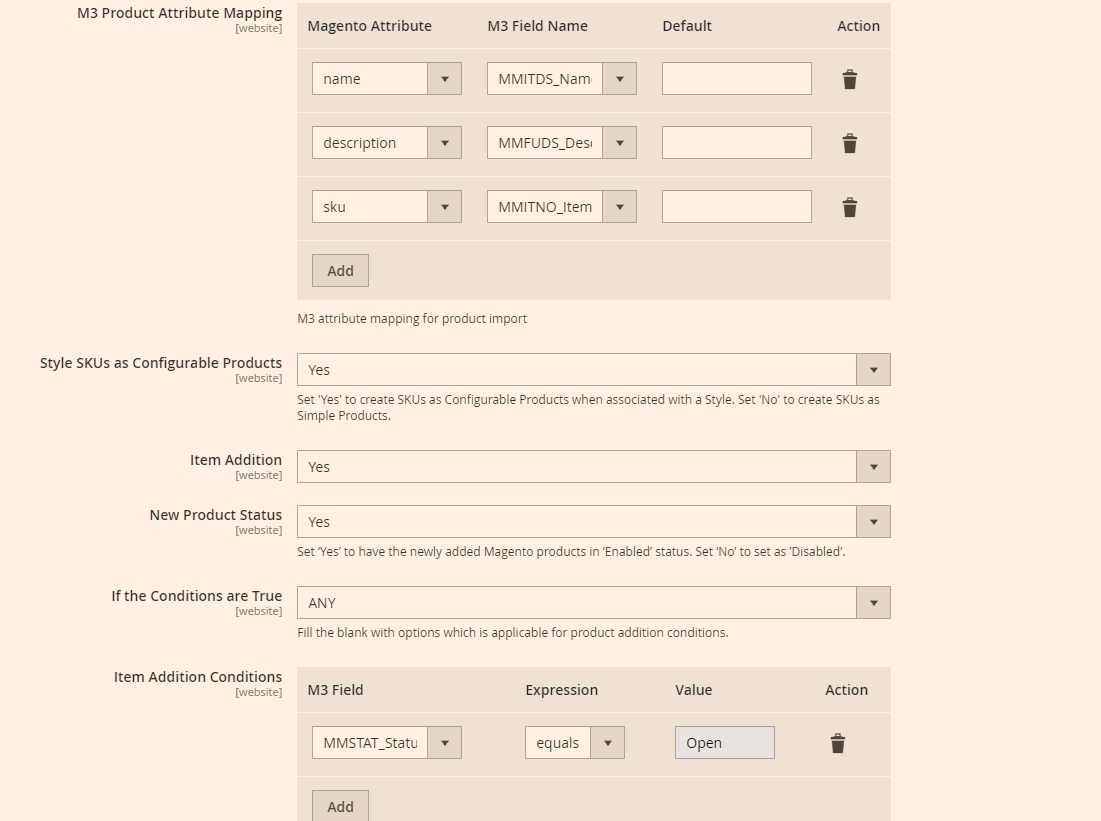 M3 Product Attribute Mapping
[website]
Magento Attribute M3 Field Name Default Action
name MMITDS_Nam
description MMFUDS_Des
sku MMITNO_Item
Add
M3 attribute mapping for product import
Style SKUs as Configurable Products
[website]
Yes
Set 'Yes' to create SKUs as Configurable Products when associated with a Style. Set 'No' to create SKUs as
Simple Products.
Item Addition
[website]
Yes
New Product Status
[website]
Yes
Set ‘Yes’ to have the newly added Magento products in ‘Enabled’ status. Set ‘No’ to set as ’Disabled’.
If the Conditions are True
[website]
ANY
Fill the blank with options which is applicable for product addition conditions.
Item Addition Conditions
[website]
M3 Field Expression Value Action
MMSTAT_Statu equals Open
Add